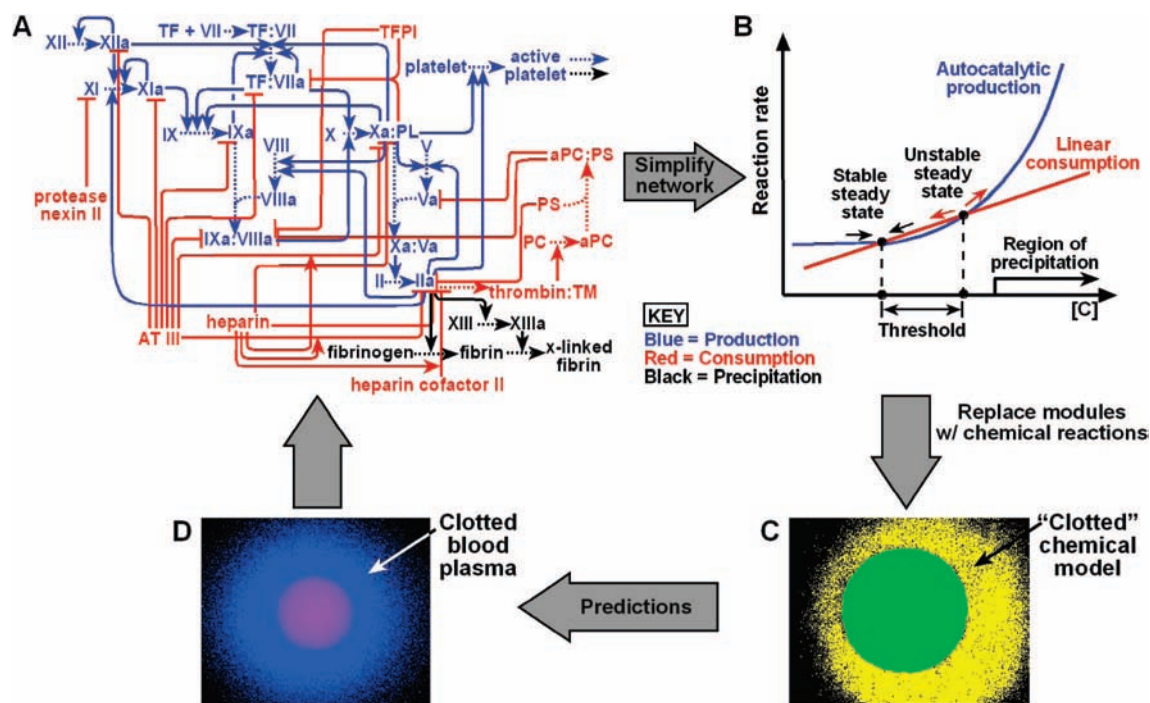 A
TF + VII
TF:VII
TFPI
XII
XIIa
platelet
active
platelet
XI
XIa
TF:VIIa
IX
IXa
X
Xa:PL
VIII
V
aPC:PS
protease
nexin II
VIIIa
Va
PS
IXa:VIIIa
Xa:Va
PC
aPC
II
IIa
thrombin:TM
AT III
heparin
XIII
XIIIa
fibrinogen
fibrin
x-linked
fibrin
heparin cofactor II
Simplify
network
B
Reaction rate
Autocatalytic
production
Linear
consumption
Unstable
steady
state
Stable
steady
state
Region of
precipitation
[C]
Threshold
KEY
Blue = Production
Red = Consumption
Black = Precipitation
Replace modules
w/ chemical reactions
D
Clotted
blood
plasma
Predictions
C
“Clotted”
chemical
model